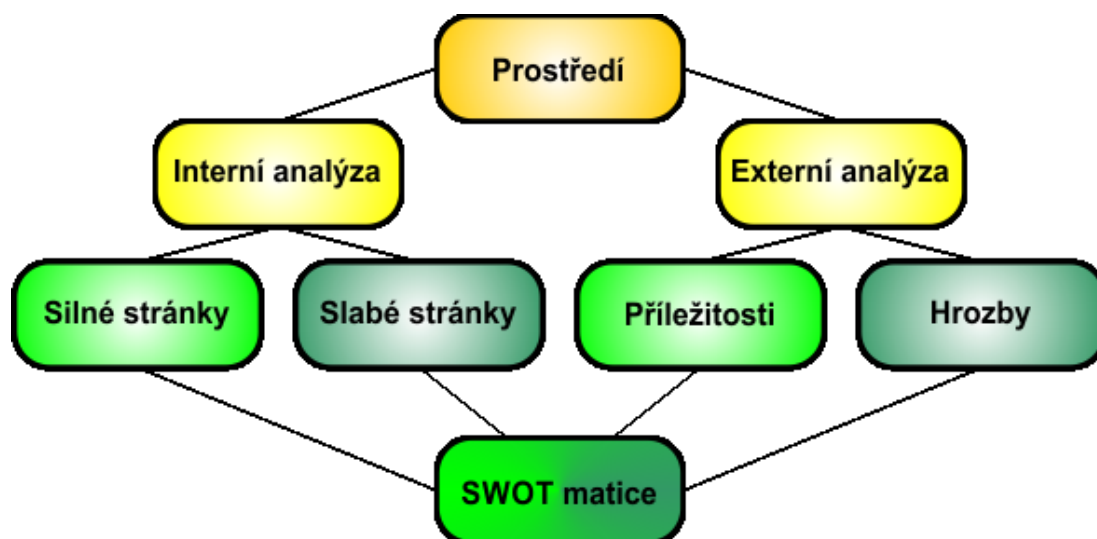 Prostředí
Interní analýza
Externí analýza
Silné stránky
Slabé stránky
Příležitosti
Hrozby
SWOT matice